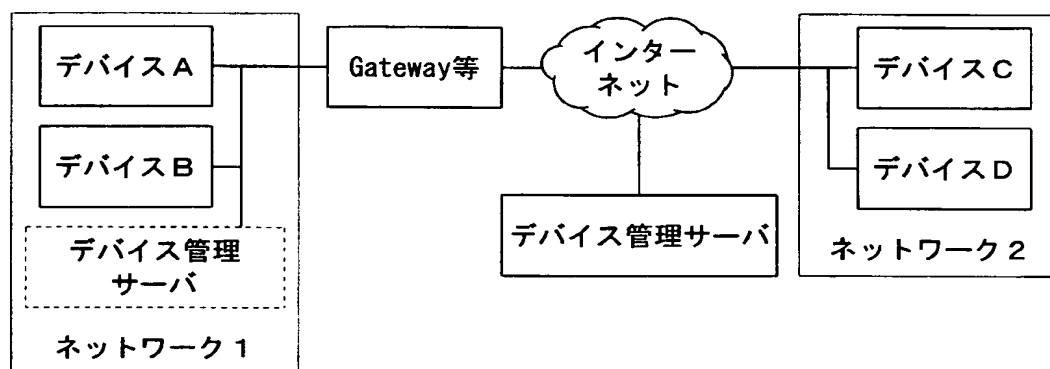 デバイスA
デバイスB
デバイス管理
サーバ
ネットワーク1
Gateway等
インター
ネット
デバイス管理サーバ
デバイスC
デバイスD
ネットワーク2